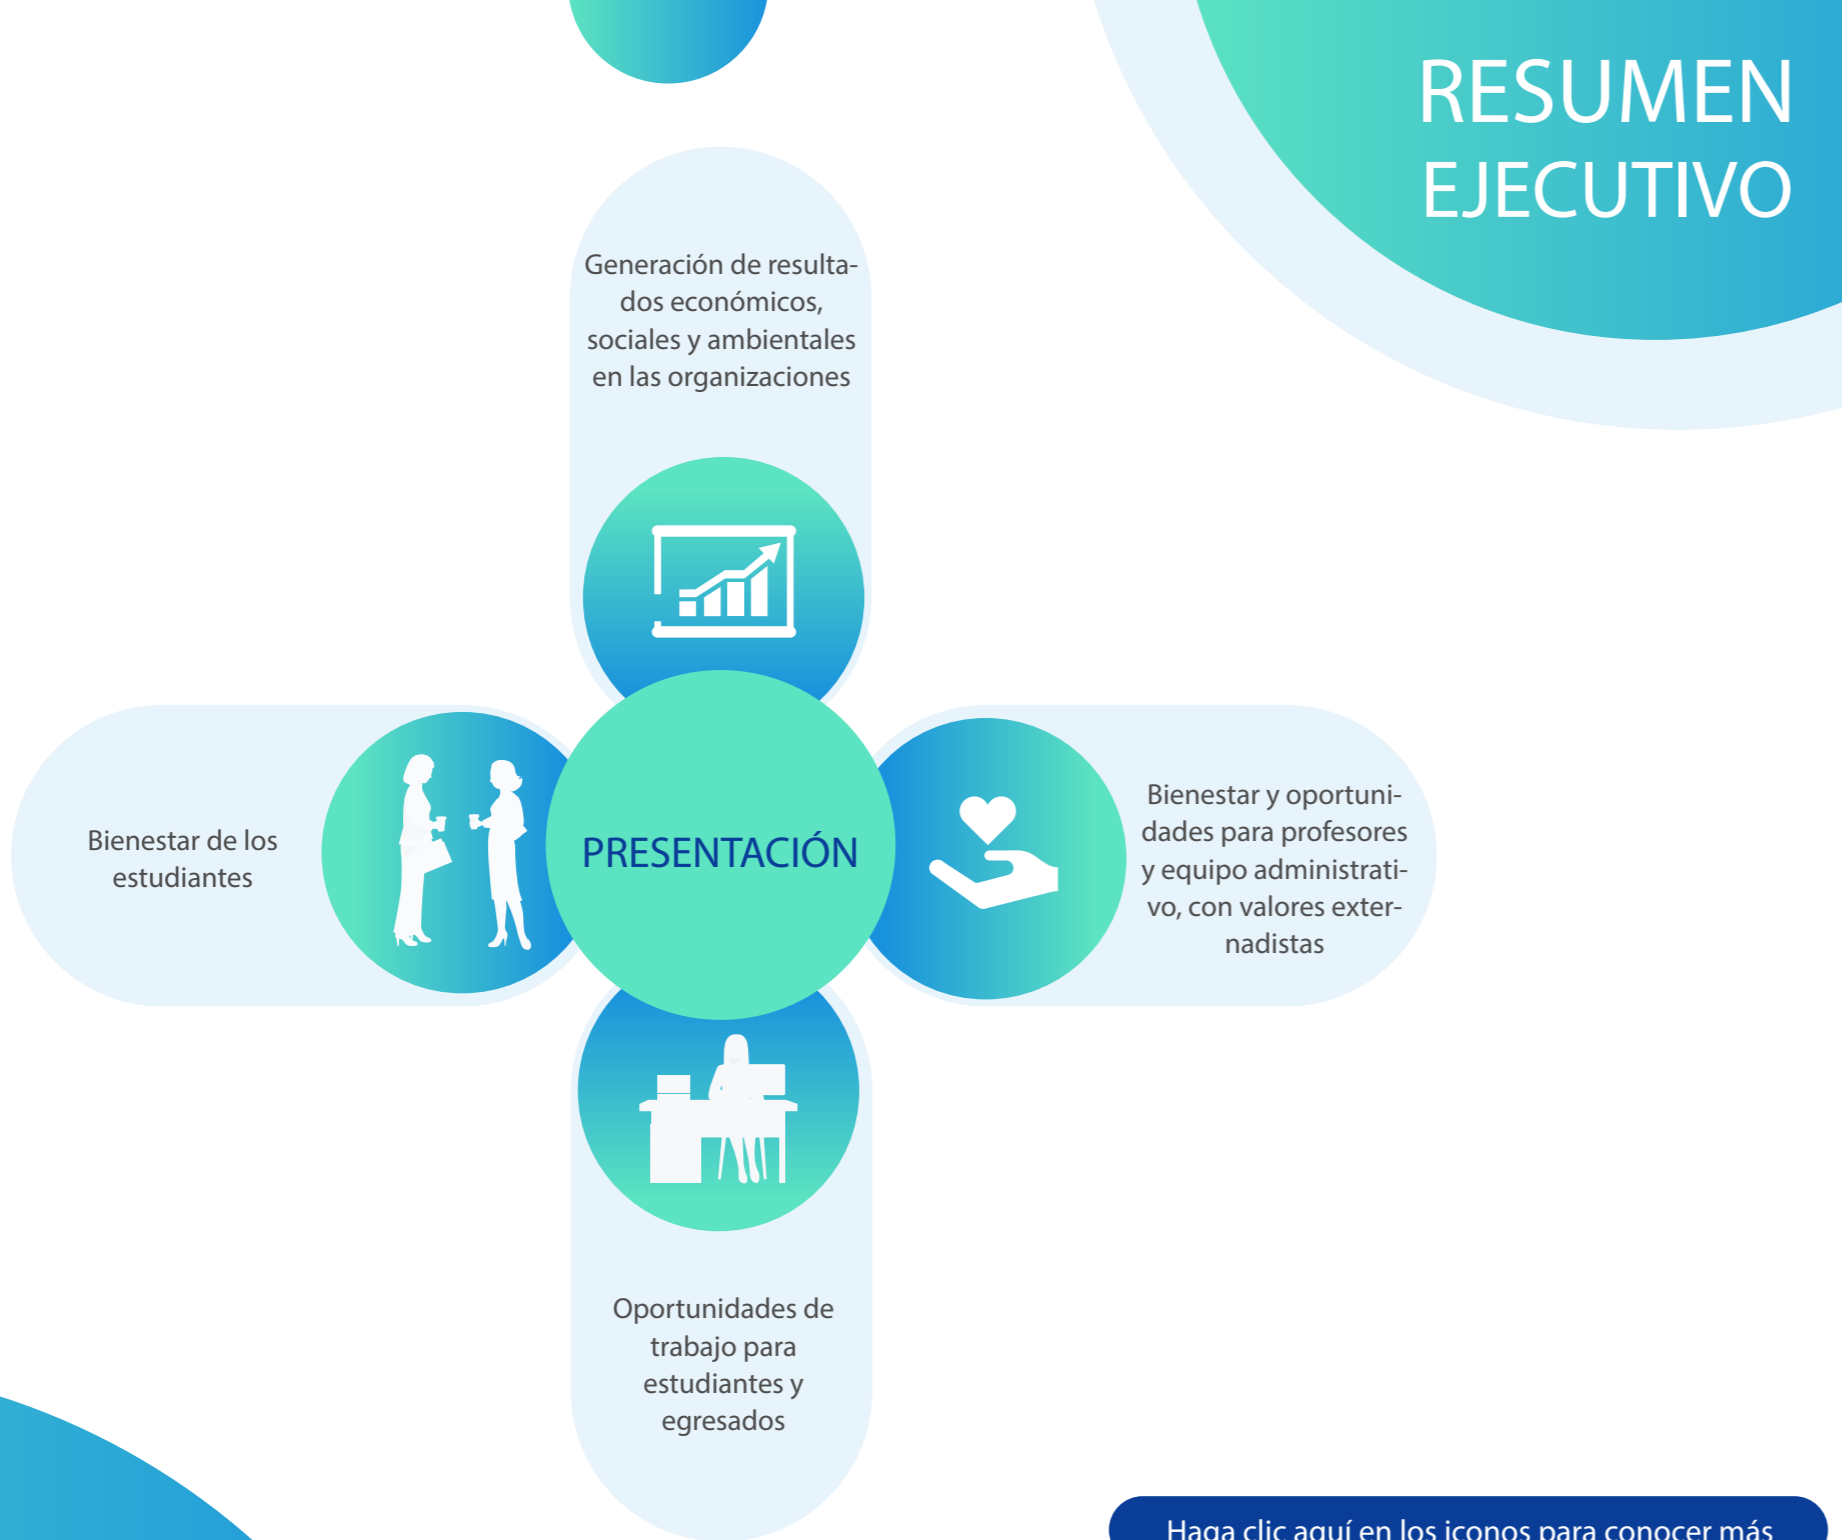 RESUMEN
EJECUTIVO
Generación de resulta-
dos económicos,
sociales y ambientales
en las organizaciones
Bienestar de los
estudiantes
PRESENTACIÓN
Bienestar y oportuni-
dades para profesores
y equipo administrati-
vo, con valores exter-
nadistas
Oportunidades de
trabajo para
estudiantes y
egresados
Haga clic aquí en los iconos para conocer más